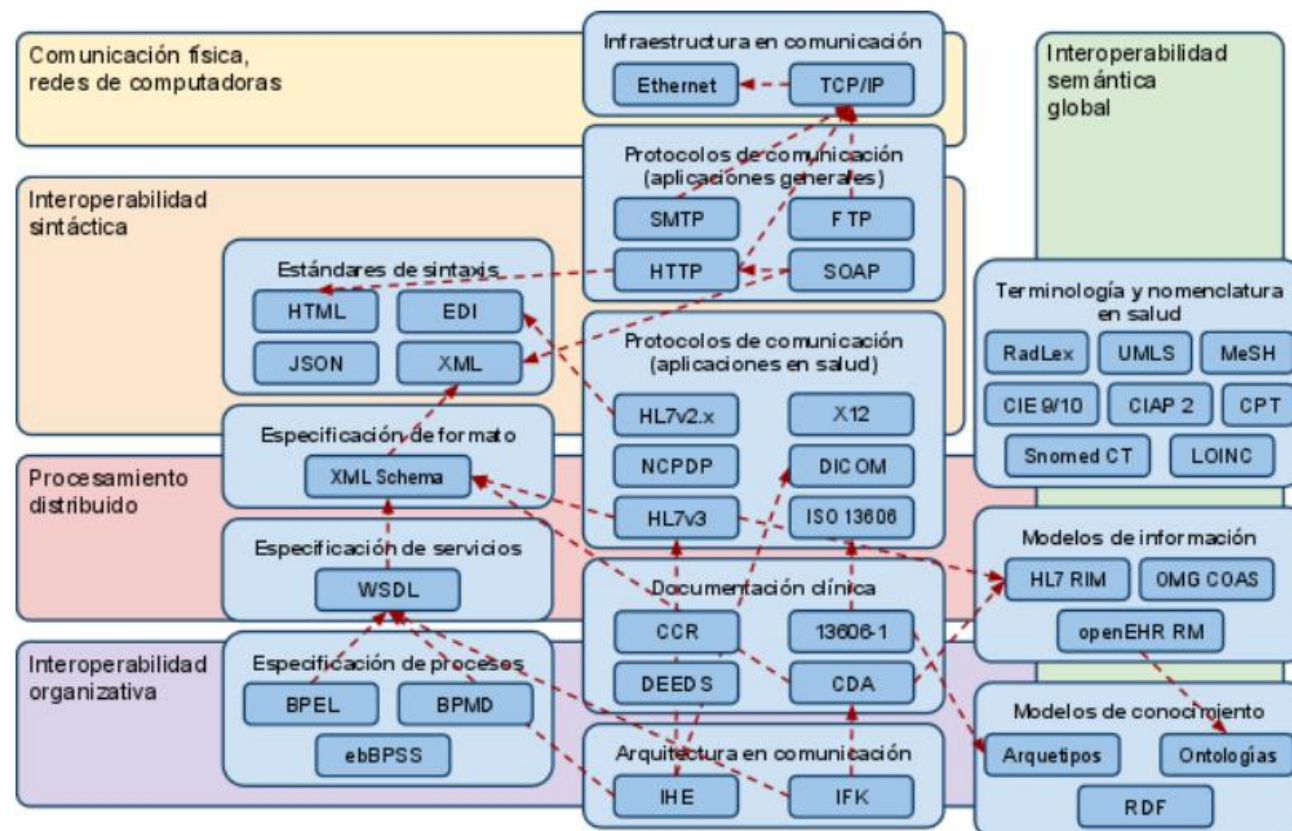 Comunicación física,
redes de computadoras
Infraestructura en comunicación
Ethernet
TCP/IP
Interoperabilidad
semántica
global
Protocolos de comunicación
(aplicaciones generales)
SMTP
FTP
HTTP
SOAP
Interoperabilidad
sintáctica
Estándares de sintaxis
HTML
EDI
JSON
XML
Protocolos de comunicación
(aplicaciones en salud)
HL7v2.x
X12
NCPDP
DICOM
HL7v3
ISO 13606
Terminología y nomenclatura
en salud
RadLex
UMLS
MeSH
CIE 9/10
CIAP 2
CPT
Snomed CT
LOINC
Especificación de formato
XML Schema
Procesamiento
distribuido
Especificación de servicios
WSDL
Modelos de información
HL7 RIM
OMG COAS
openEHR RM
Documentación clínica
CCR
13606-1
DEEDS
CDA
Interoperabilidad
organizativa
Especificación de procesos
BPEL
BPMD
ebBPSS
Arquitectura en comunicación
IHE
IFK
Modelos de conocimiento
Arquetipos
Ontologías
RDF